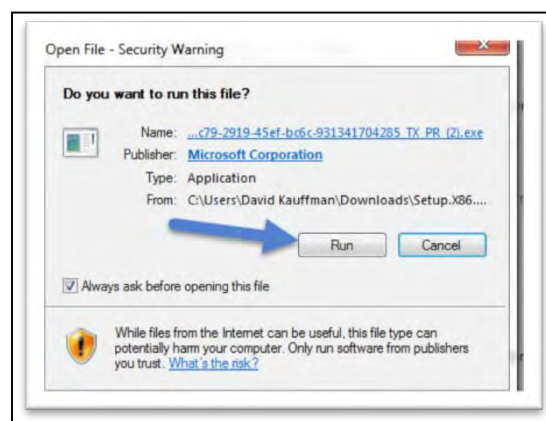 Open File - Security Warning
Do you want to run this file?
Name: ...c79-2919-45ef-bc6c-931341704285_TX_PR_(2).exe
Publisher: Microsoft Corporation
Type: Application
From: C:\Users\David Kauffman\Downloads\Setup.X86....
Run Cancel
Always ask before opening this file
While files from the Internet can be useful, this file type can
potentially harm your computer. Only run software from publishers
you trust. What's the risk?